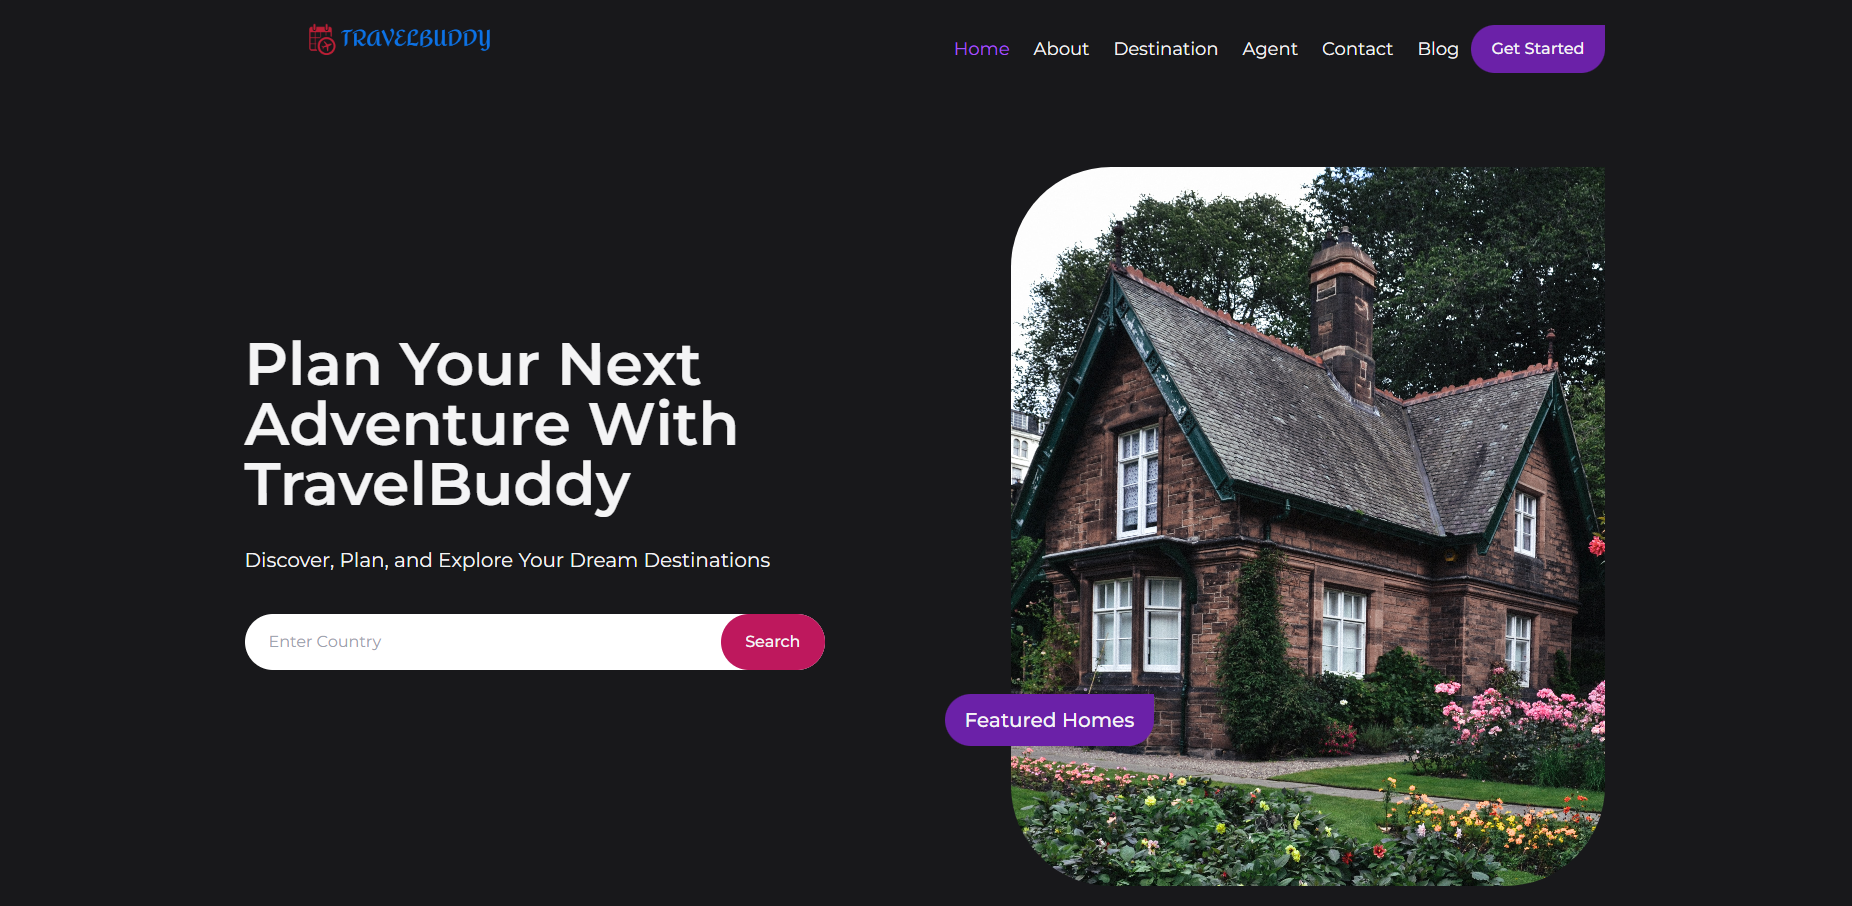 TRAVELBUDDY
Home About Destination Agent Contact Blog Get Started
Plan Your Next
Adventure With
TravelBuddy
Discover, Plan, and Explore Your Dream Destinations
Enter Country Search
Featured Homes